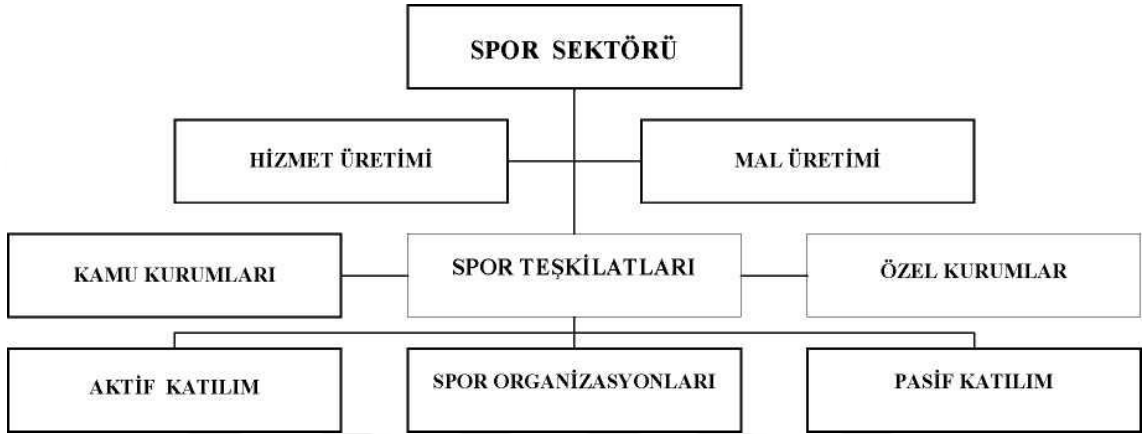 SPOR SEKTÖRÜ
HİZMET ÜRETİMİ
MAL ÜRETİMİ
KAMU KURUMLARI
SPOR TEŞKİLATLARI
ÖZEL KURUMLAR
AKTİF KATILIM
SPOR ORGANİZASYONLARI
PASİF KATILIM